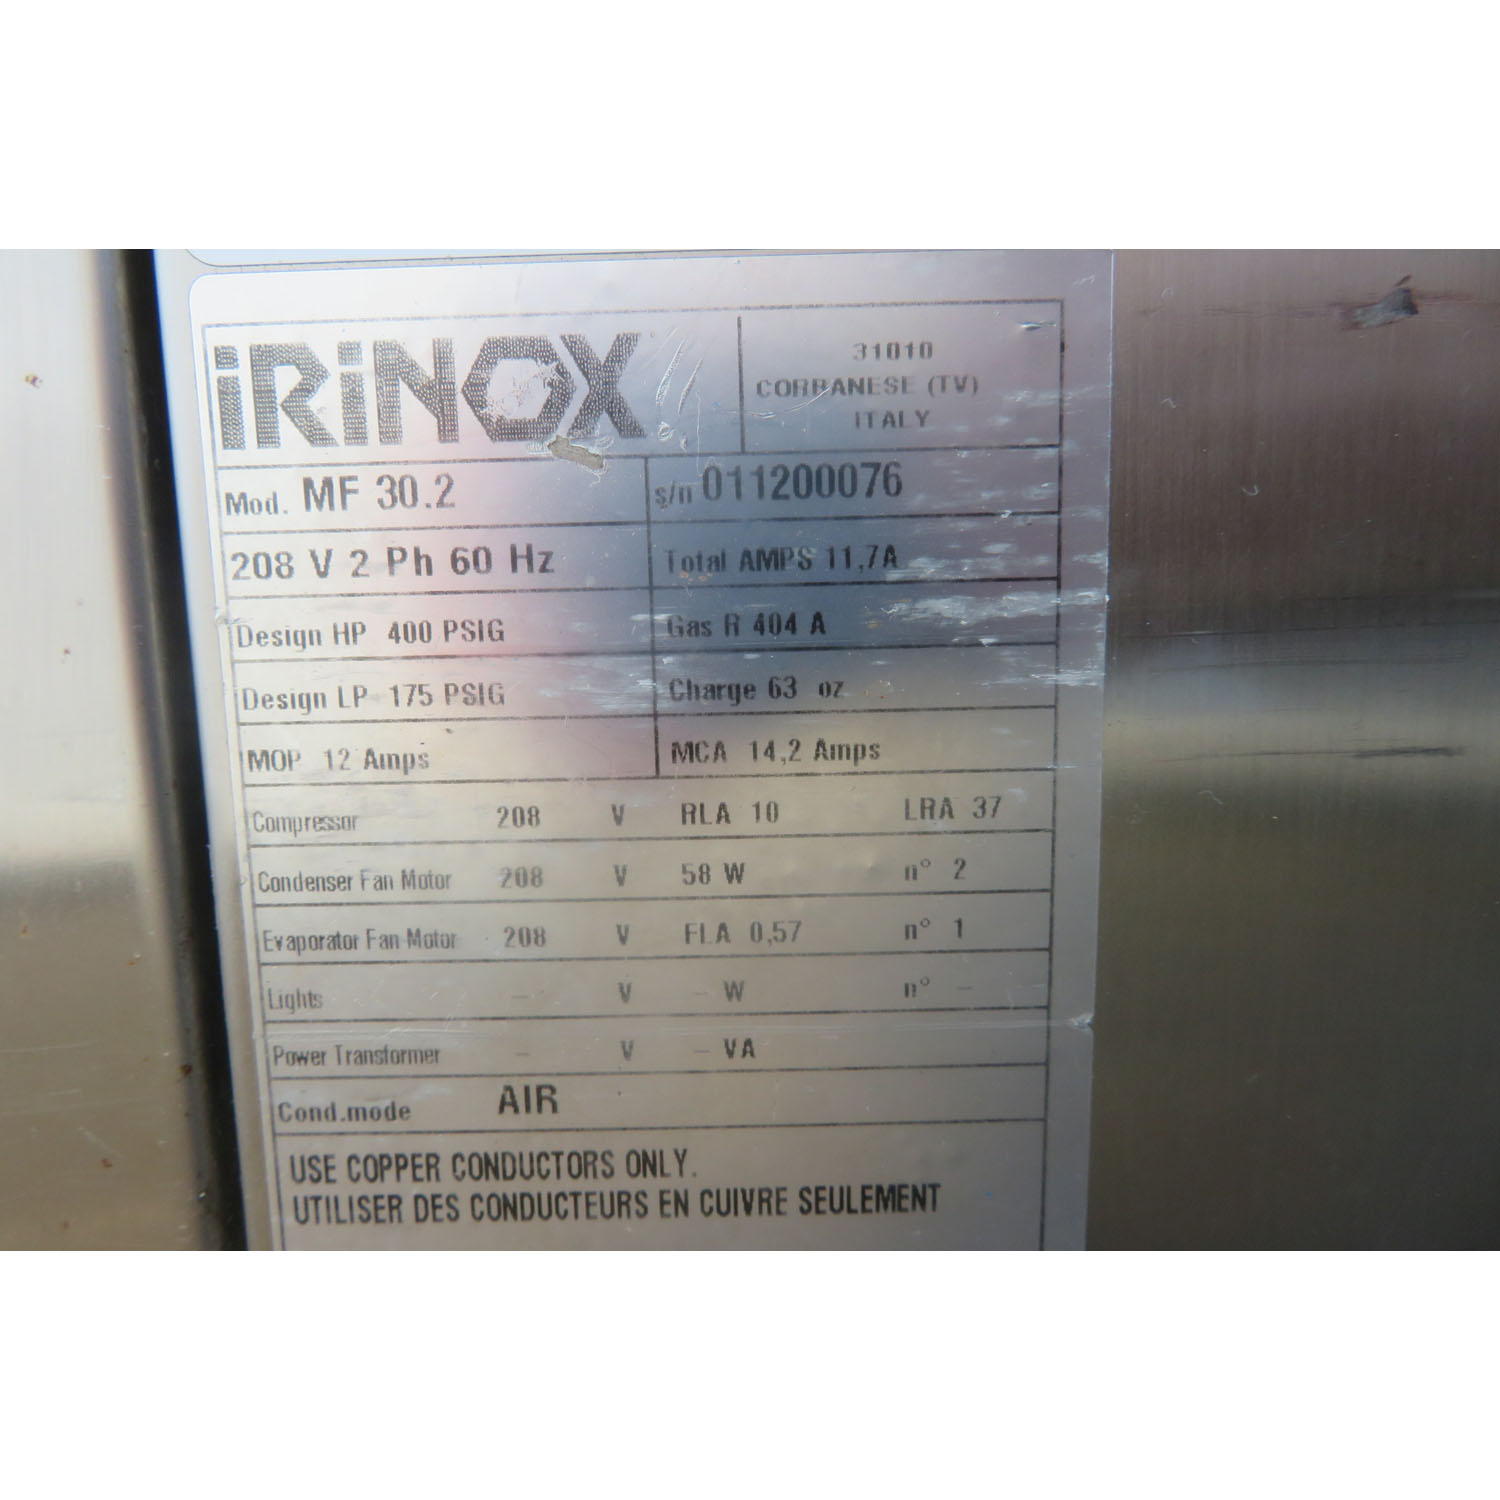 iRiNOX
31010
CORBANESE (TV)
ITALY
Mod. MF 30.2 s/n 011200076
208 V 2 Ph 60 Hz Total AMPS 11,7A
Design HP 400 PSIG Gas R 404 A
Design LP 175 PSIG Charge 63 oz
MOP 12 Amps MCA 14,2 Amps
Compressor 208 V RLA 10 LRA 37
Condenser Fan Motor 208 V 58 W n° 2
Evaporator Fan Motor 208 V FLA 0,57 n° 1
Lights - V - W n° -
Power Transformer - V - VA
Cond.mode AIR
USE COPPER CONDUCTORS ONLY.
UTILISER DES CONDUCTEURS EN CUIVRE SEULEMENT